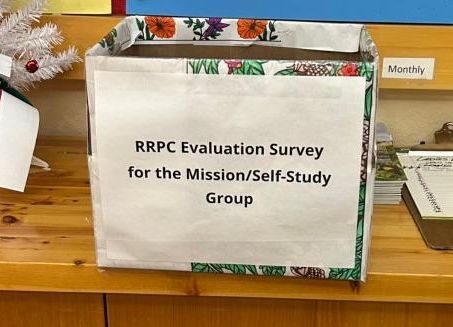 Monthly
RRPC Evaluation Survey
for the Mission/Self-Study
Group